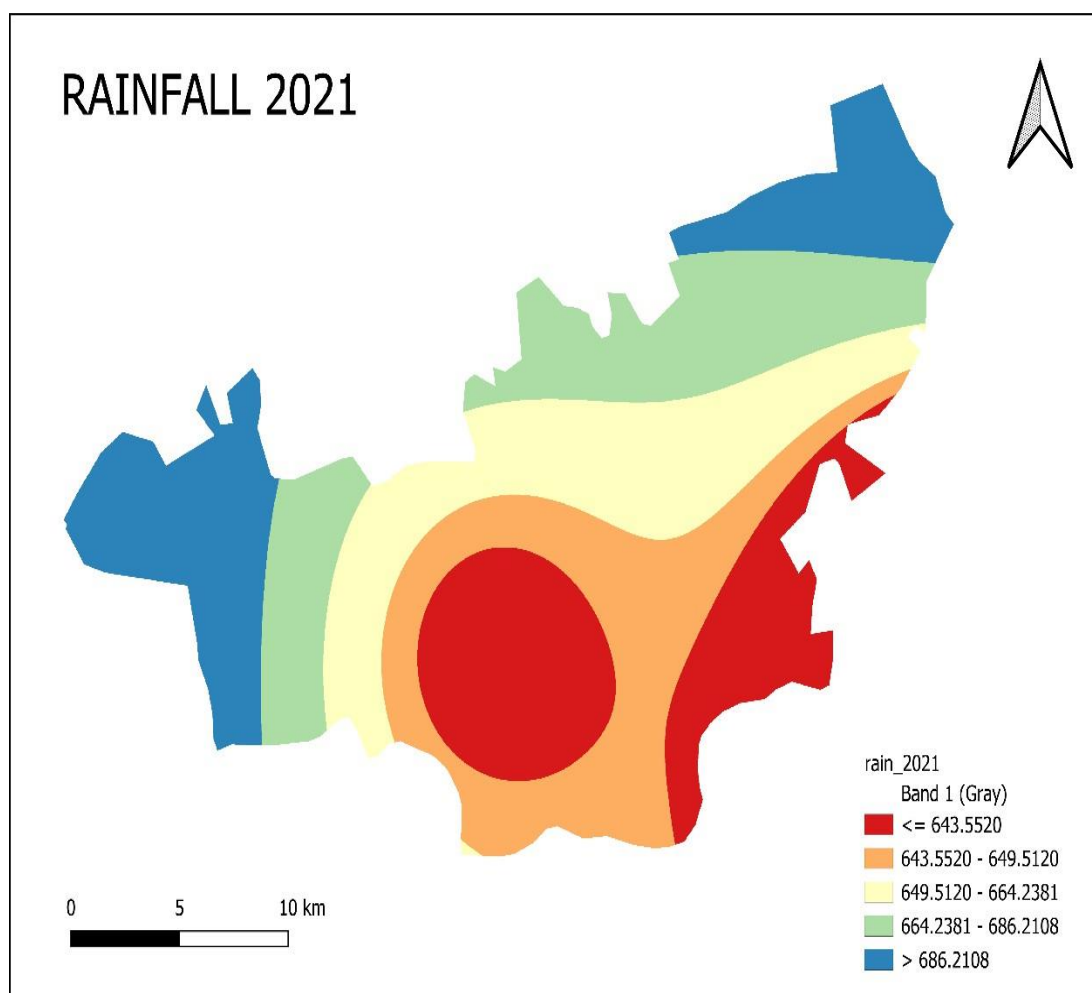 RAINFALL 2021
0 5 10 km
rain_2021
Band 1 (Gray)
<= 643.5520
643.5520 - 649.5120
649.5120 - 664.2381
664.2381 - 686.2108
> 686.2108